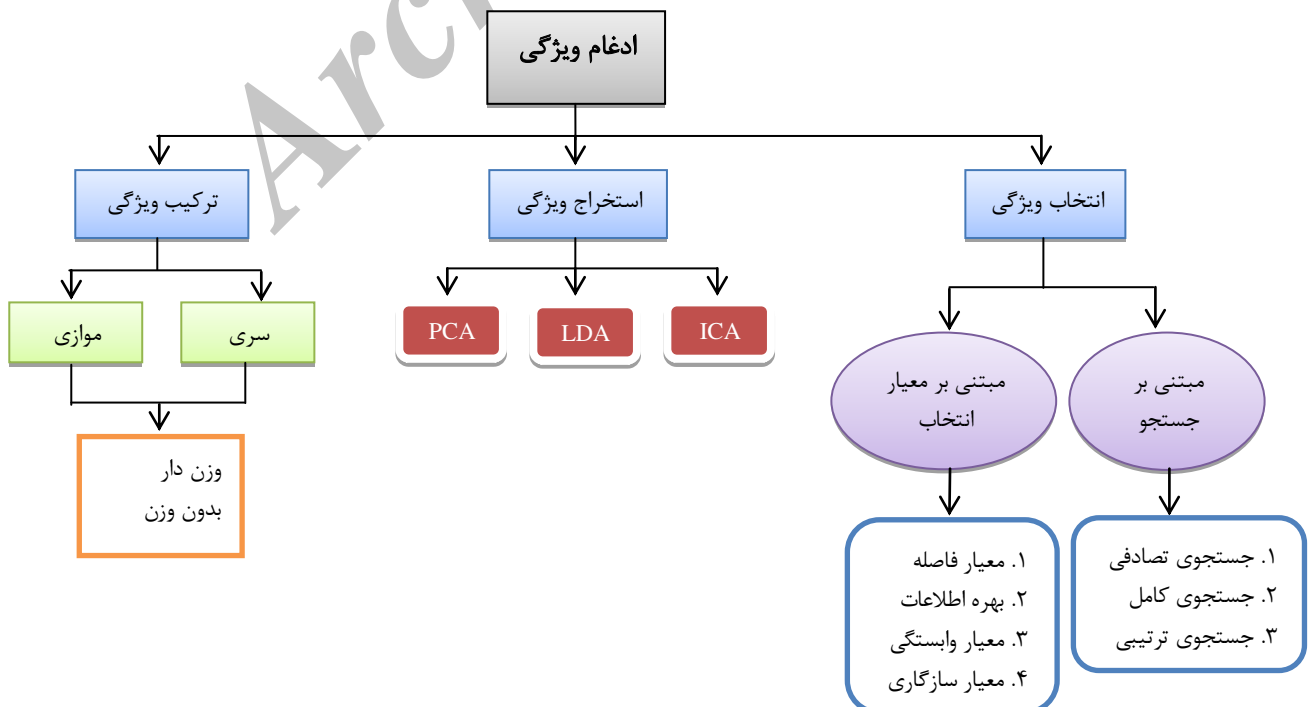 ادغام ویژگی
انتخاب ویژگی
استخراج ویژگی
ترکیب ویژگی
مبتنی بر
جستجو
مبتنی بر معیار
انتخاب
۱. جستجوی تصادفی
۲. جستجوی کامل
۳. جستجوی ترتیبی
۱. معیار فاصله
۲. بهره اطلاعات
۳. معیار وابستگی
۴. معیار سازگاری
PCA
LDA
ICA
سری
موازی
وزن دار
بدون وزن